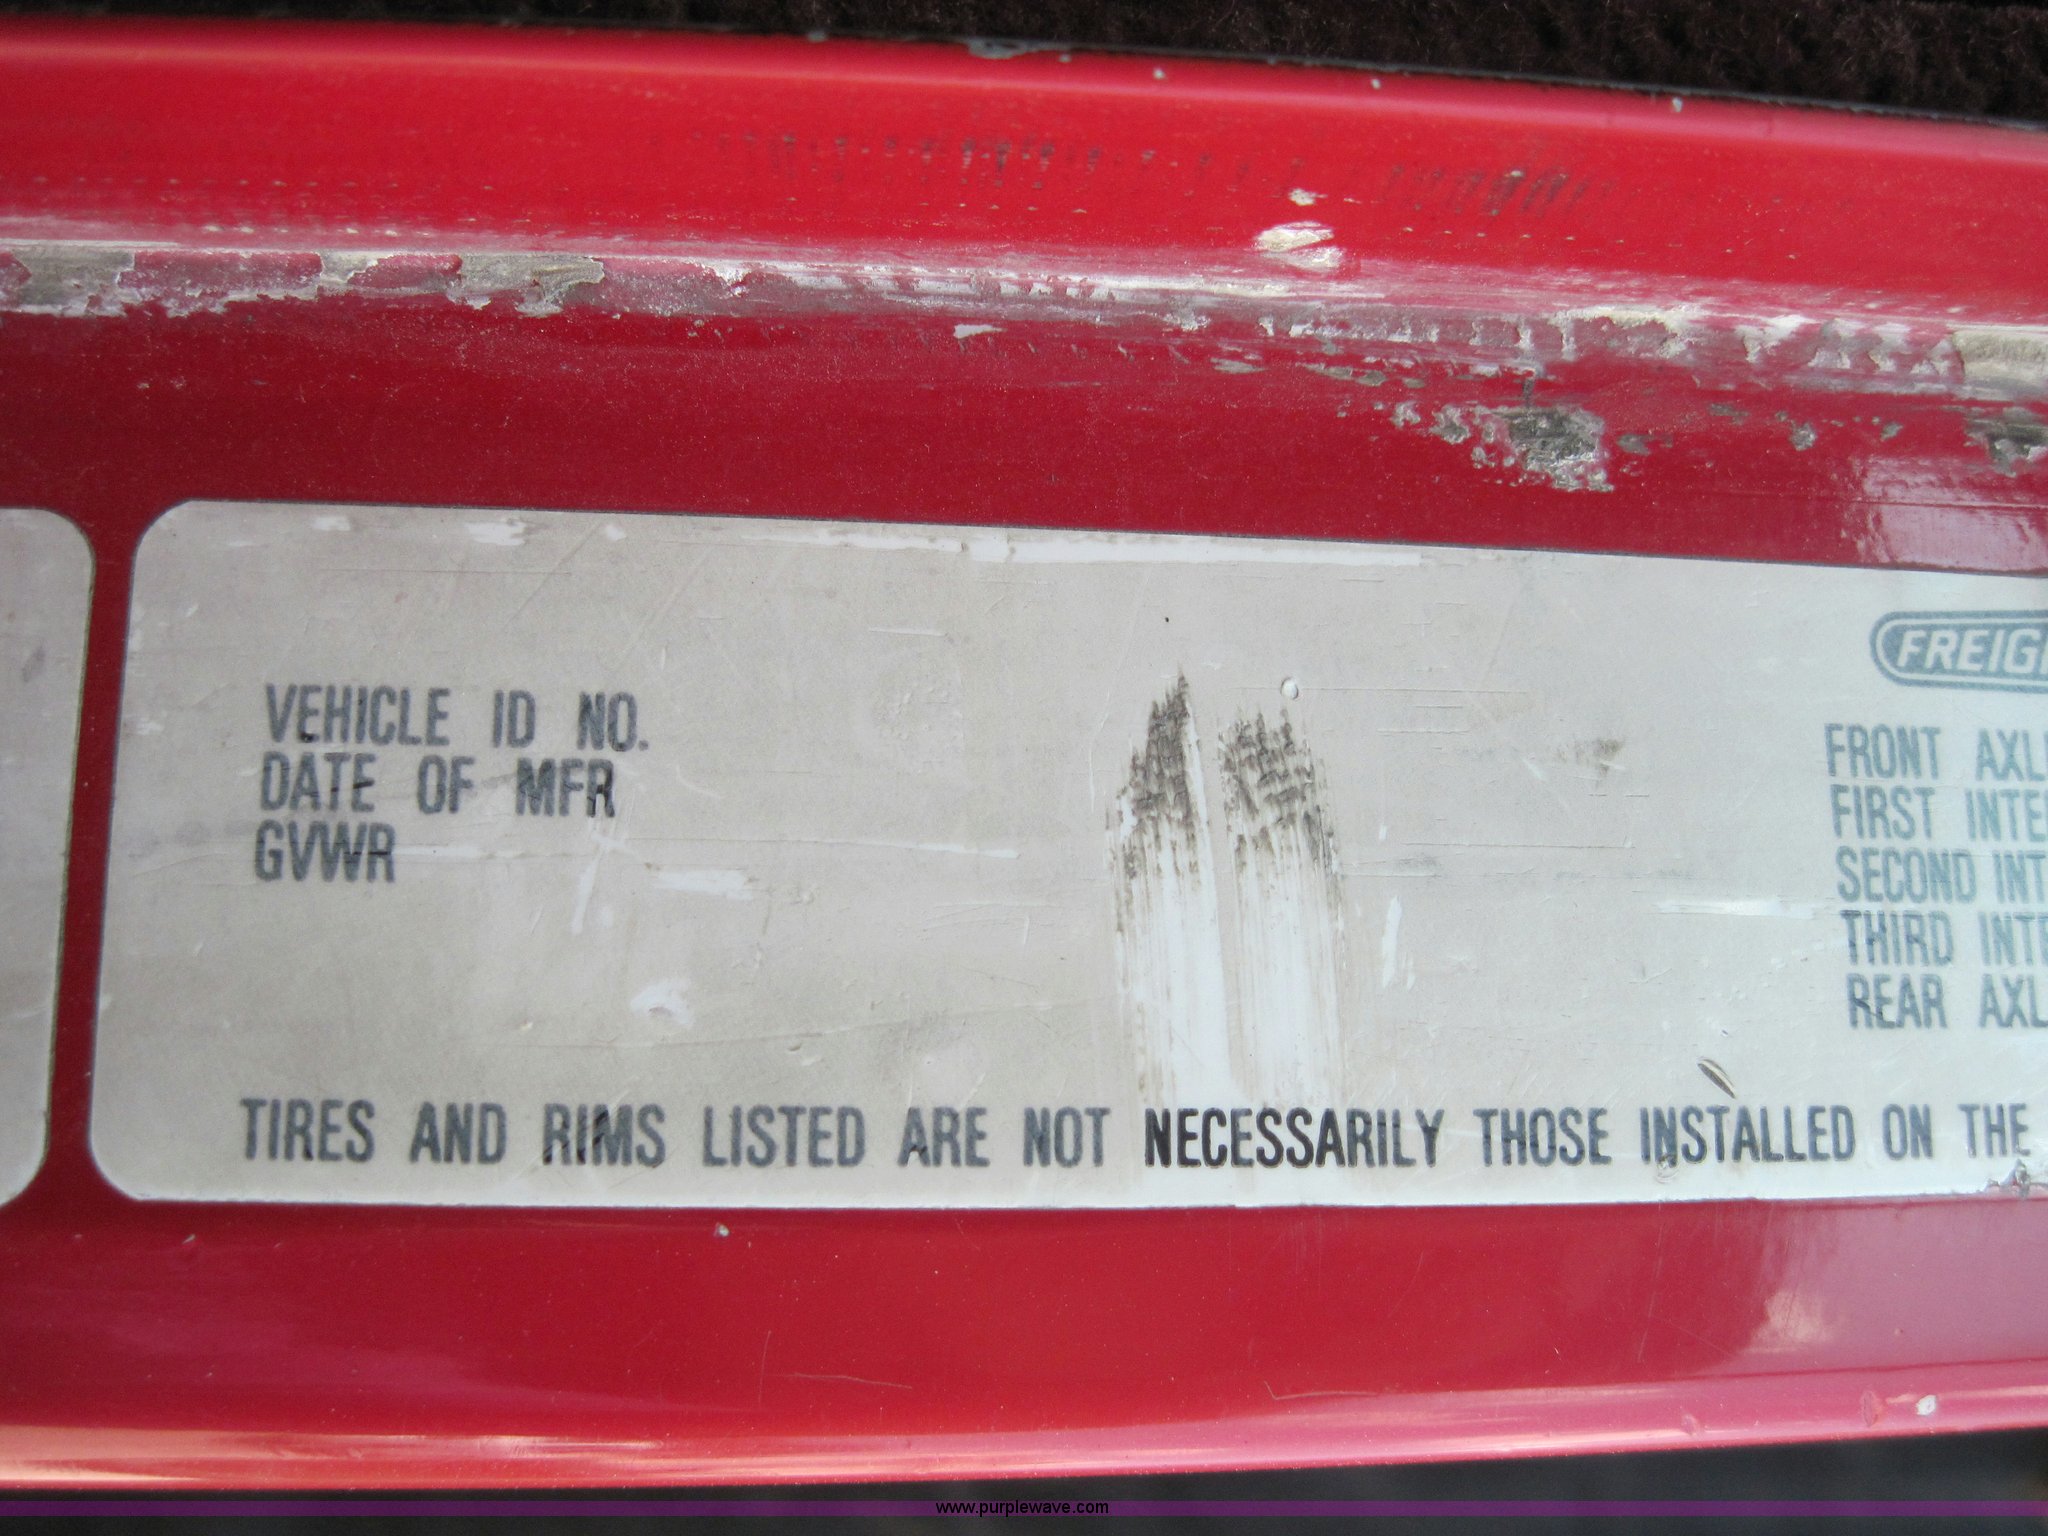 FREIG
VEHICLE ID NO.
DATE OF MFR
GVWR
FRONT AXL
FIRST INTE
SECOND INT
THIRD INT
REAR AXL
TIRES AND RIMS LISTED ARE NOT NECESSARILY THOSE INSTALLED ON THE
www.purplewave.com